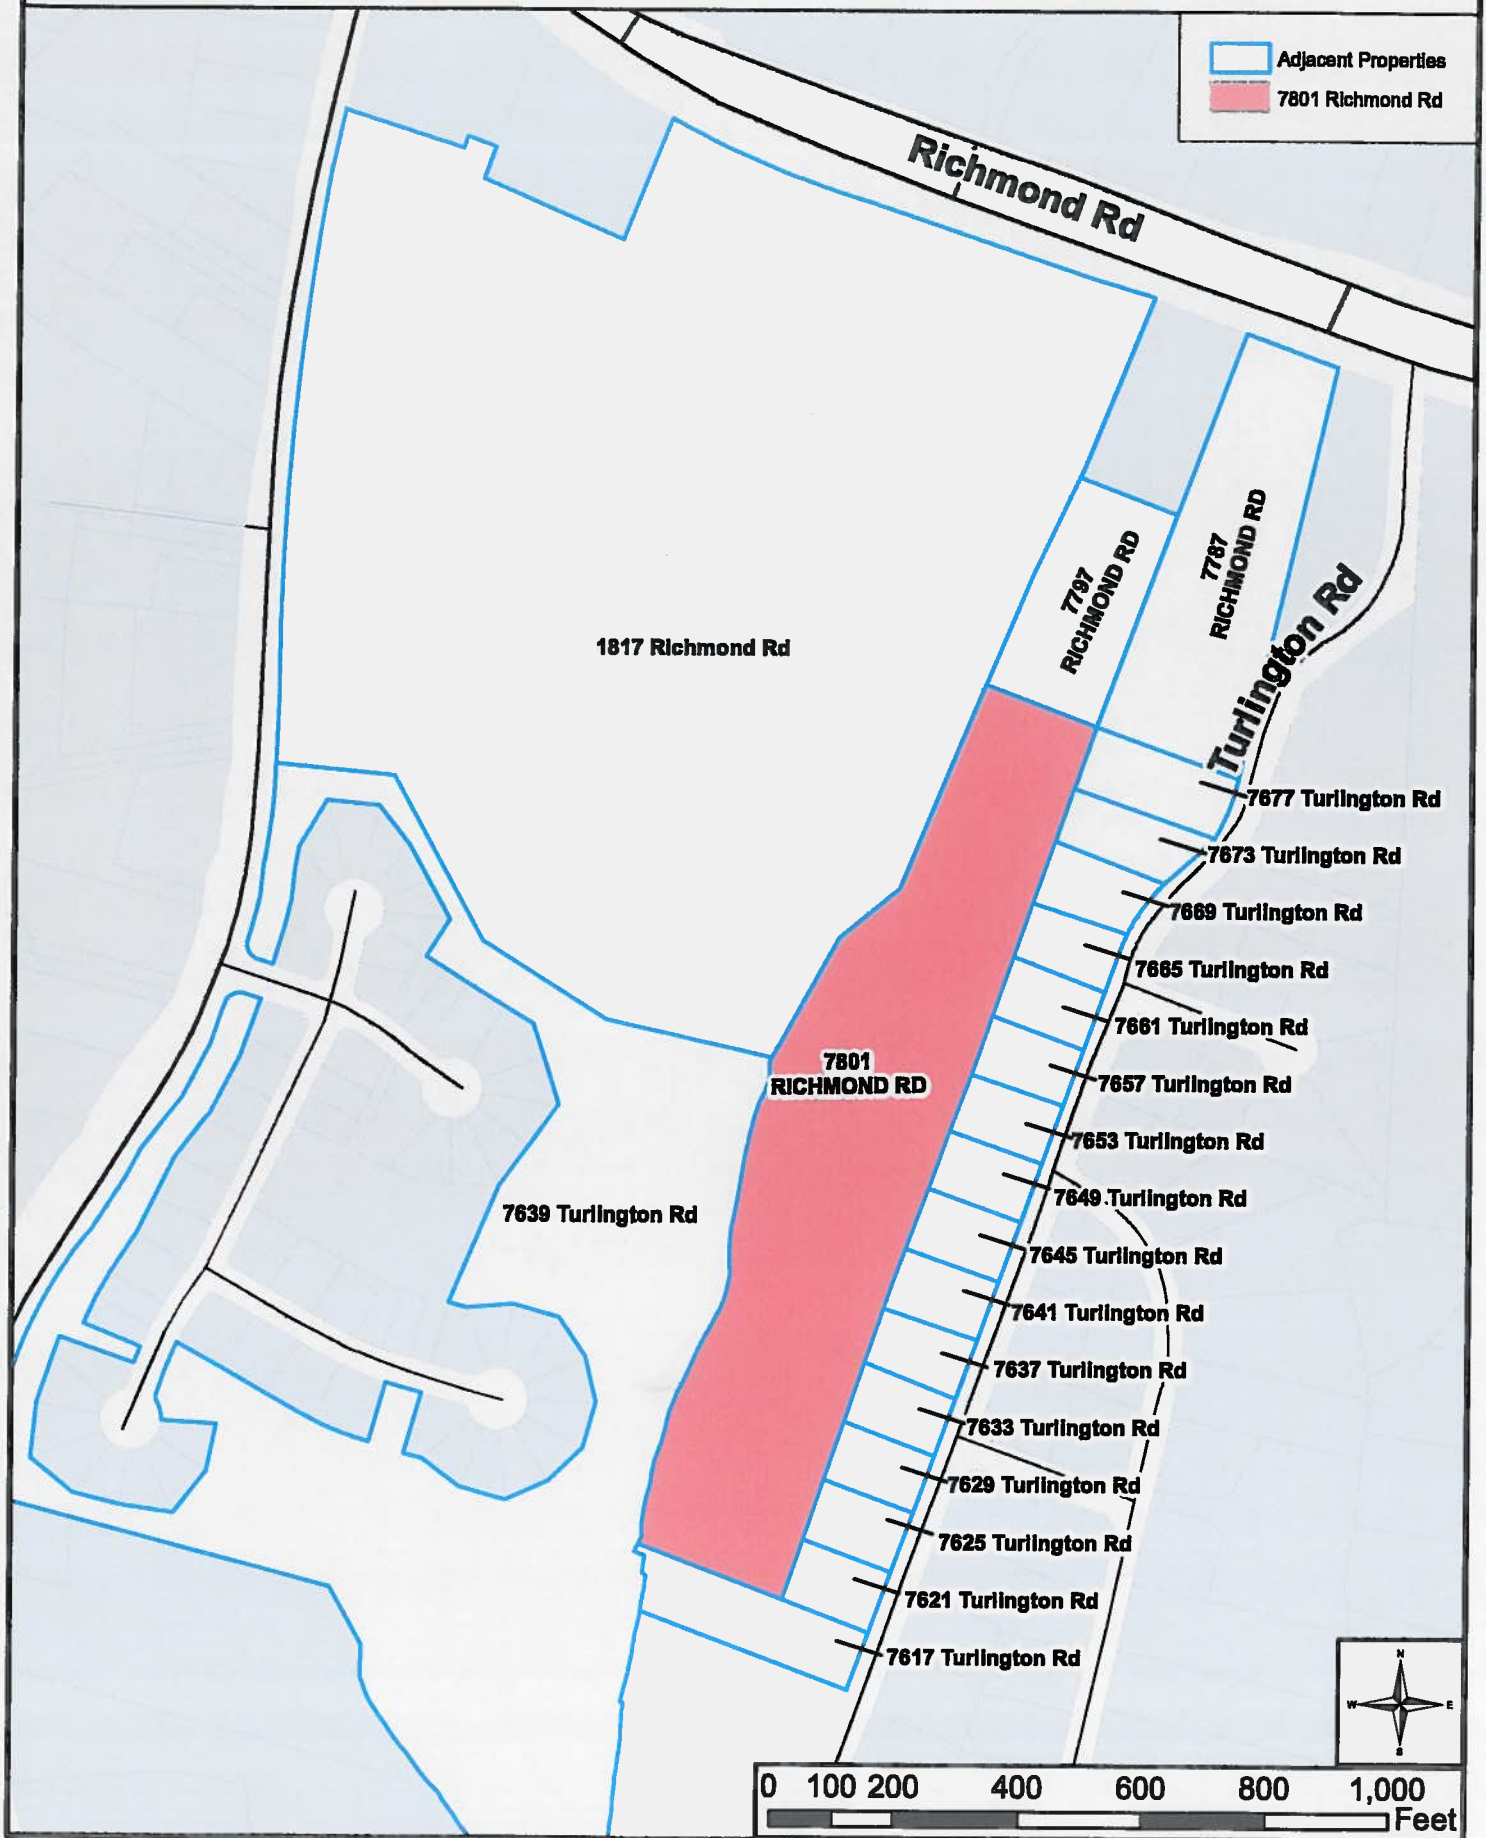 Adjacent Properties
7801 Richmond Rd
Richmond Rd
7797
RICHMOND RD
7787
RICHMOND RD
Turlington Rd
1817 Richmond Rd
7677 Turlington Rd
7673 Turlington Rd
7669 Turlington Rd
7665 Turlington Rd
7661 Turlington Rd
7801
RICHMOND RD
7657 Turlington Rd
7653 Turlington Rd
7649 Turlington Rd
7639 Turlington Rd
7645 Turlington Rd
7641 Turlington Rd
7637 Turlington Rd
7633 Turlington Rd
7629 Turlington Rd
7625 Turlington Rd
7621 Turlington Rd
7617 Turlington Rd
N
W E
S
0 100 200 400 600 800 1,000
Feet